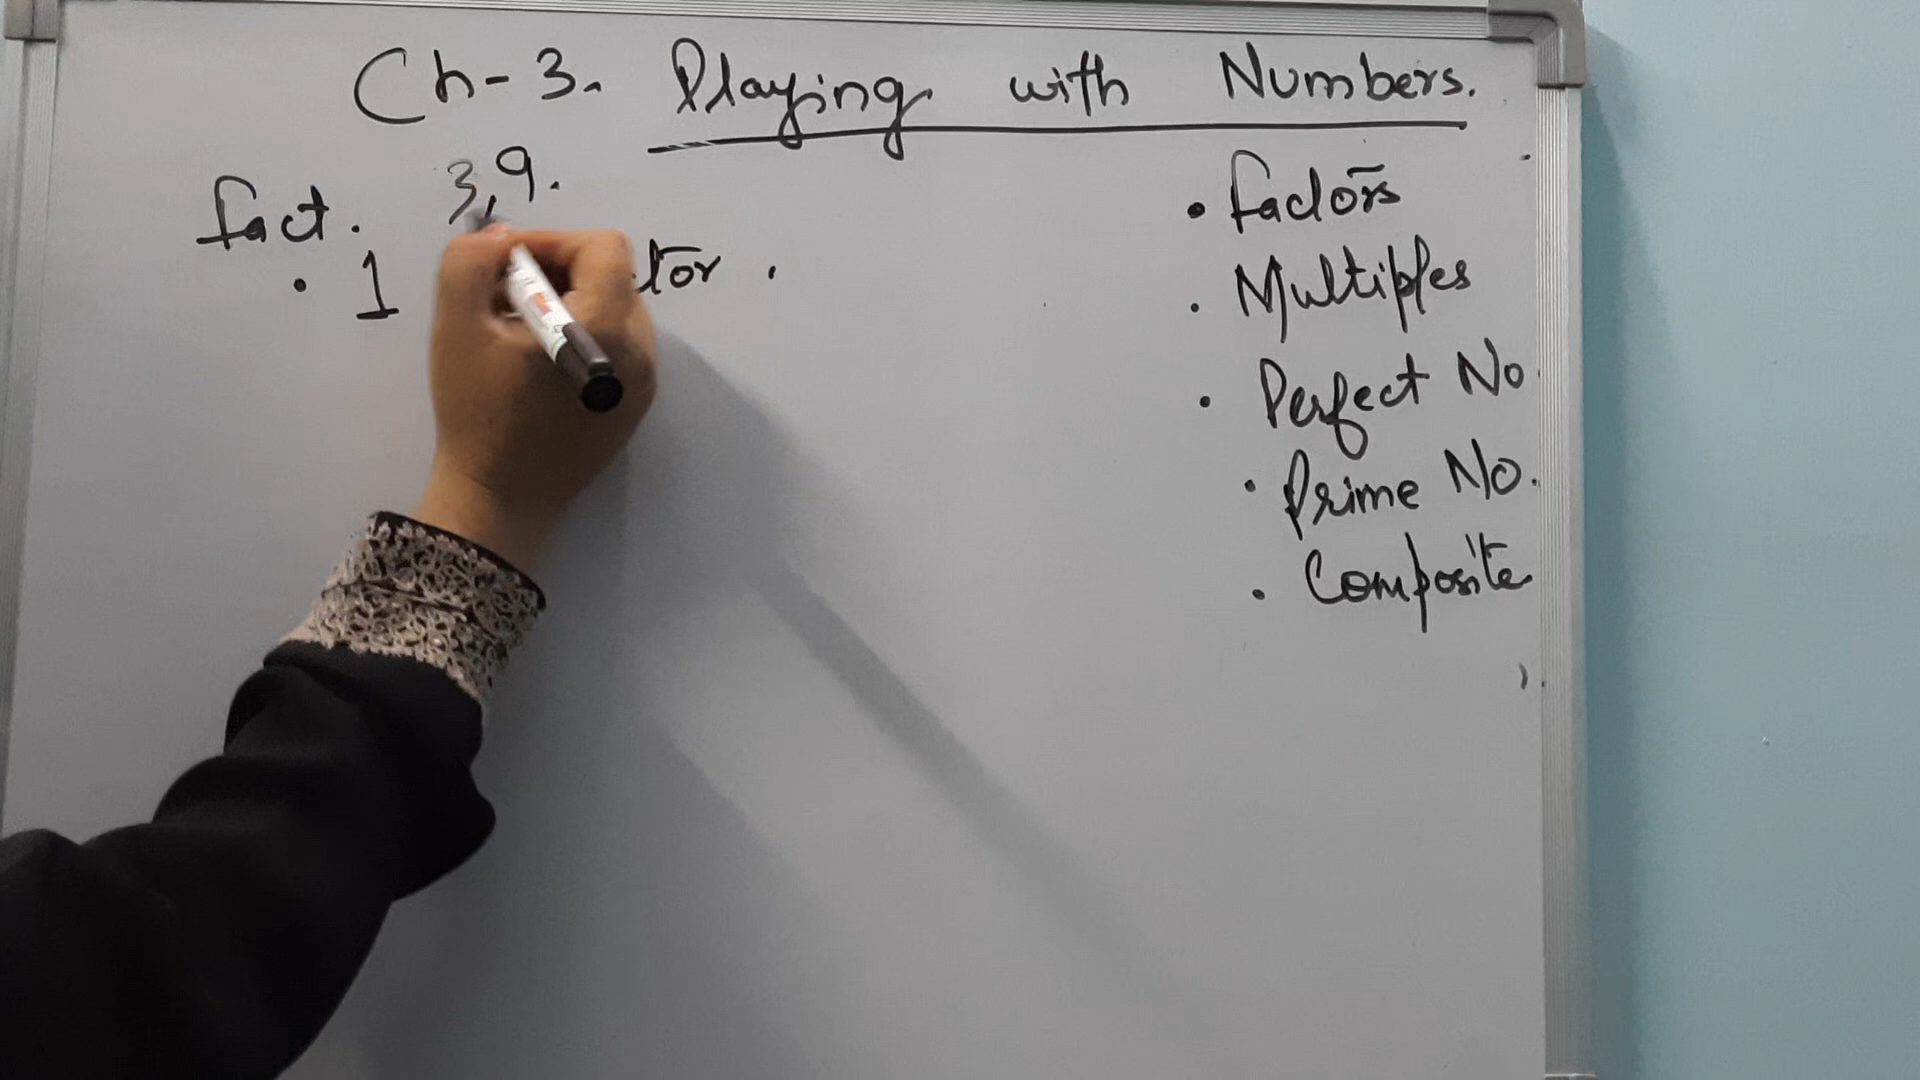 Ch-3. Playing with Numbers.
3,9.
fact.
• 1 tor .
• factors
• Multiples
• Perfect No.
• Prime No.
• Composite